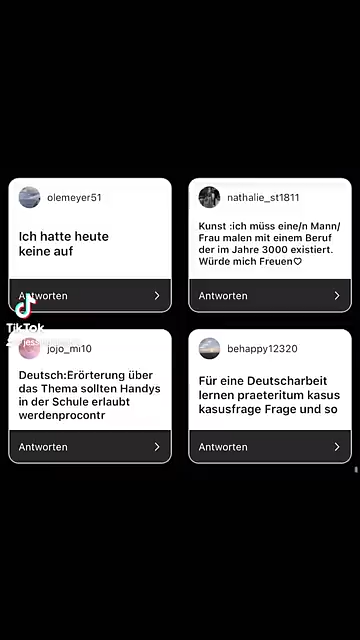 olemeyer51
Ich hatte heute
keine auf
Antworten
nathalie_st1811
Kunst :ich müss eine/n Mann/
Frau malen mit einem Beruf
der im Jahre 3000 existiert.
Würde mich Freuen♡
Antworten
TikTok
jojo_mi10
Deutsch:Erörterung über
das Thema sollten Handys
in der Schule erlaubt
werdenprocontr
Antworten
behappy12320
Für eine Deutscharbeit
lernen praeteritum kasus
kasusfrage Frage und so
Antworten